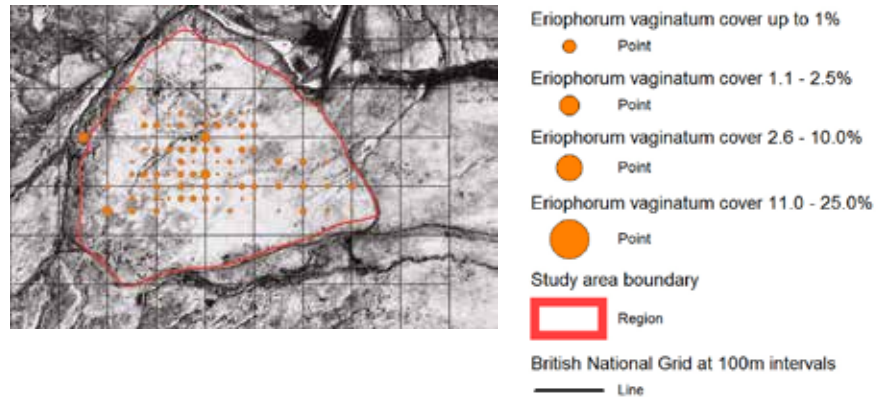 Eriophorum vaginatum cover up to 1%
Point
Eriophorum vaginatum cover 1.1 - 2.5%
Point
Eriophorum vaginatum cover 2.6 - 10.0%
Point
Eriophorum vaginatum cover 11.0 - 25.0%
Point
Study area boundary
Region
British National Grid at 100m intervals
Line